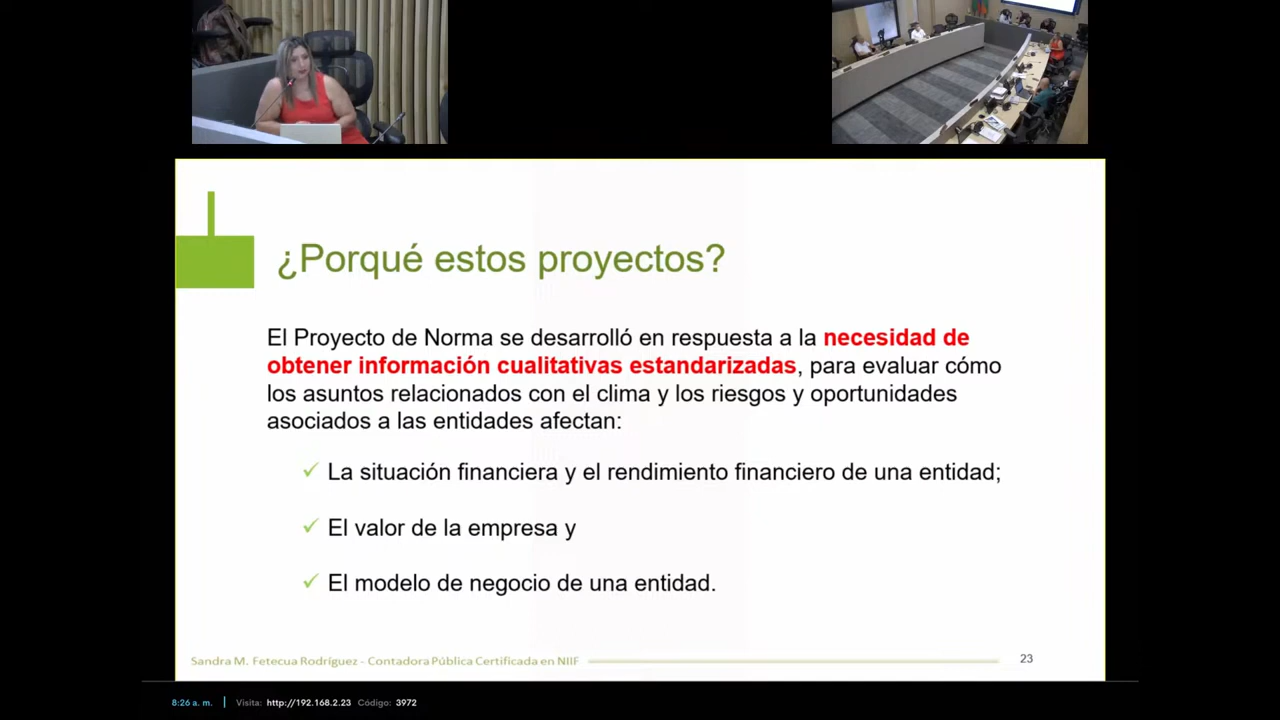 ¿Porqué estos proyectos?
El Proyecto de Norma se desarrolló en respuesta a la necesidad de
obtener información cualitativas estandarizadas, para evaluar cómo
los asuntos relacionados con el clima y los riesgos y oportunidades
asociados a las entidades afectan:
✓ La situación financiera y el rendimiento financiero de una entidad;
✓ El valor de la empresa y
✓ El modelo de negocio de una entidad.
Sandra M. Fetecua Rodríguez - Contadora Pública Certificada en NIIF
23
8:26 a. m. | Visita: http://192.168.2.23 Código: 3972